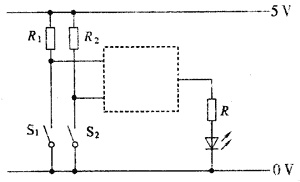 5 V
R₁ R₂
S₁ S₂ R
0 V